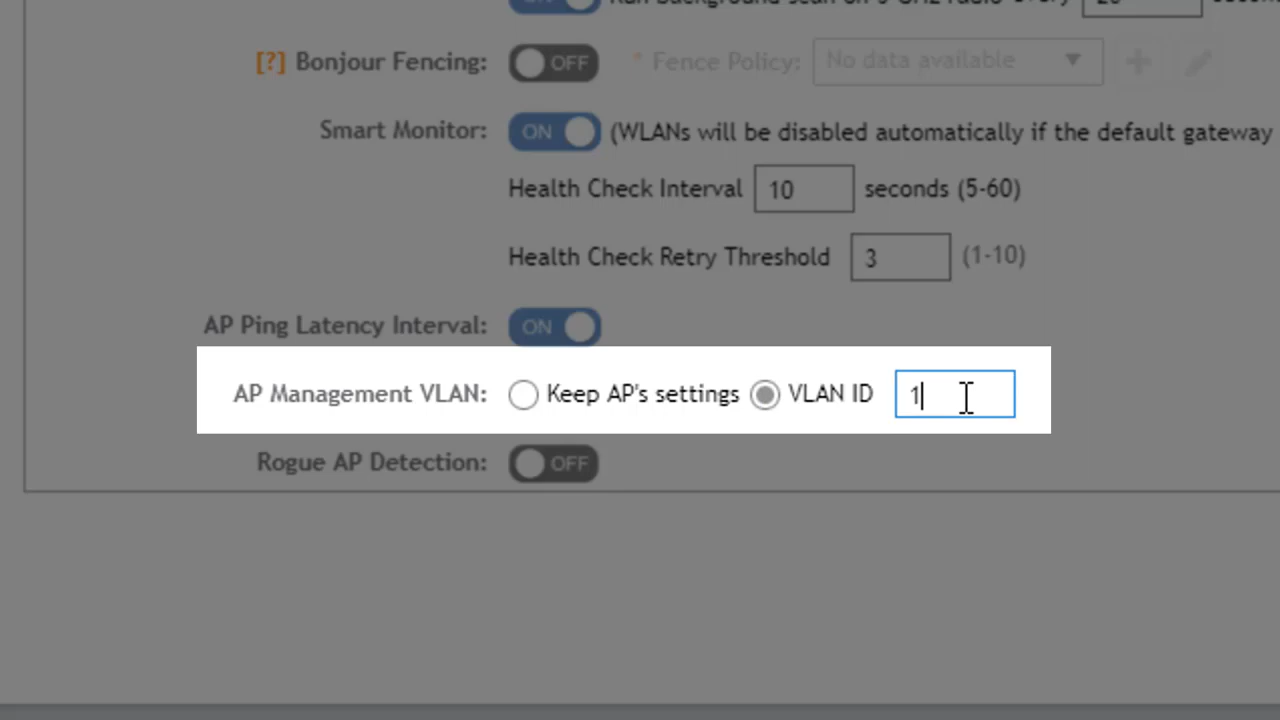 [?] Bonjour Fencing: OFF * Fence Policy: No data available
Smart Monitor: ON (WLANs will be disabled automatically if the default gateway
Health Check Interval 10 seconds (5-60)
Health Check Retry Threshold 3 (1-10)
AP Ping Latency Interval: ON
AP Management VLAN: Keep AP's settings VLAN ID 1
Rogue AP Detection: OFF